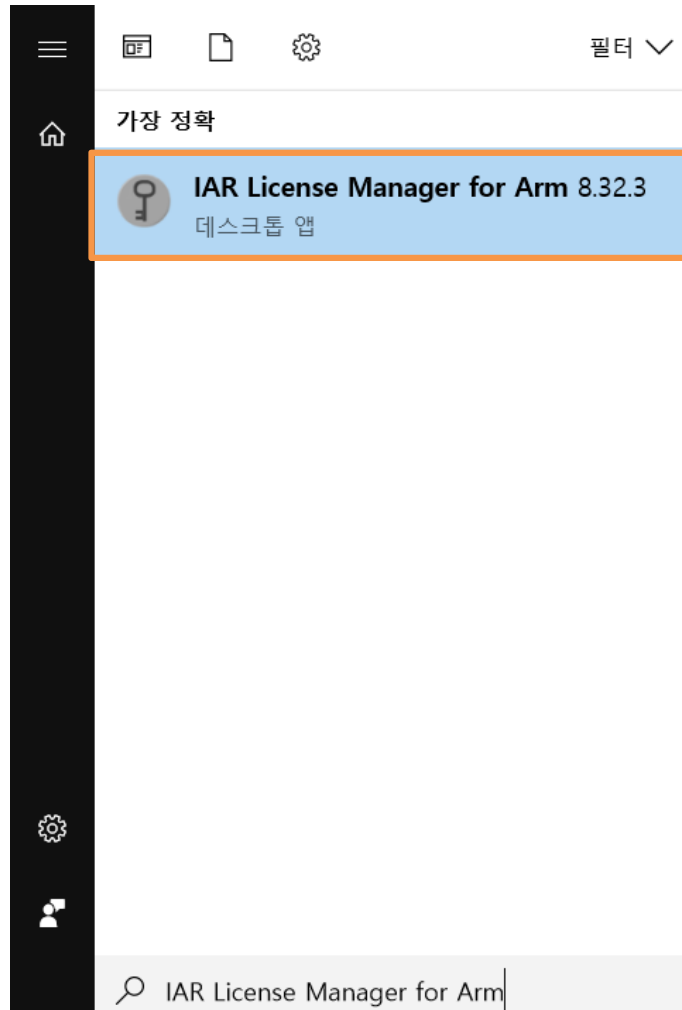 필터
가장 정확
IAR License Manager for Arm 8.32.3
데스크톱 앱
IAR License Manager for Arm